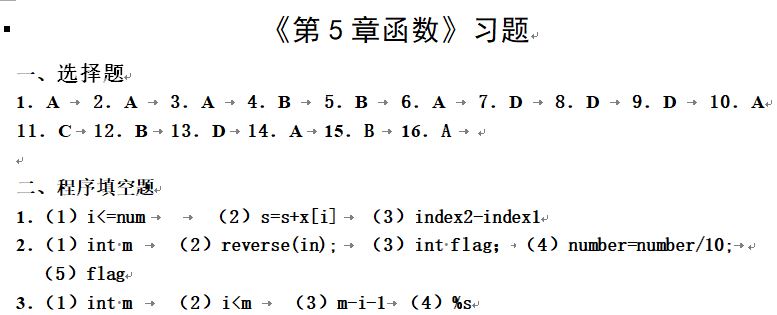 《第5章函数》习题
一、选择题
1. A 2. A 3. A 4. B 5. B 6. A 7. D 8. D 9. D 10. A
11. C 12. B 13. D 14. A 15. B 16. A
二、程序填空题
1.（1）i<=num （2）s=s+x[i] （3）index2-index1
2.（1）int m （2）reverse(in); （3）int flag; （4）number=number/10;
（5）flag
3.（1）int m （2）i<m （3）m-i-1 （4）%s